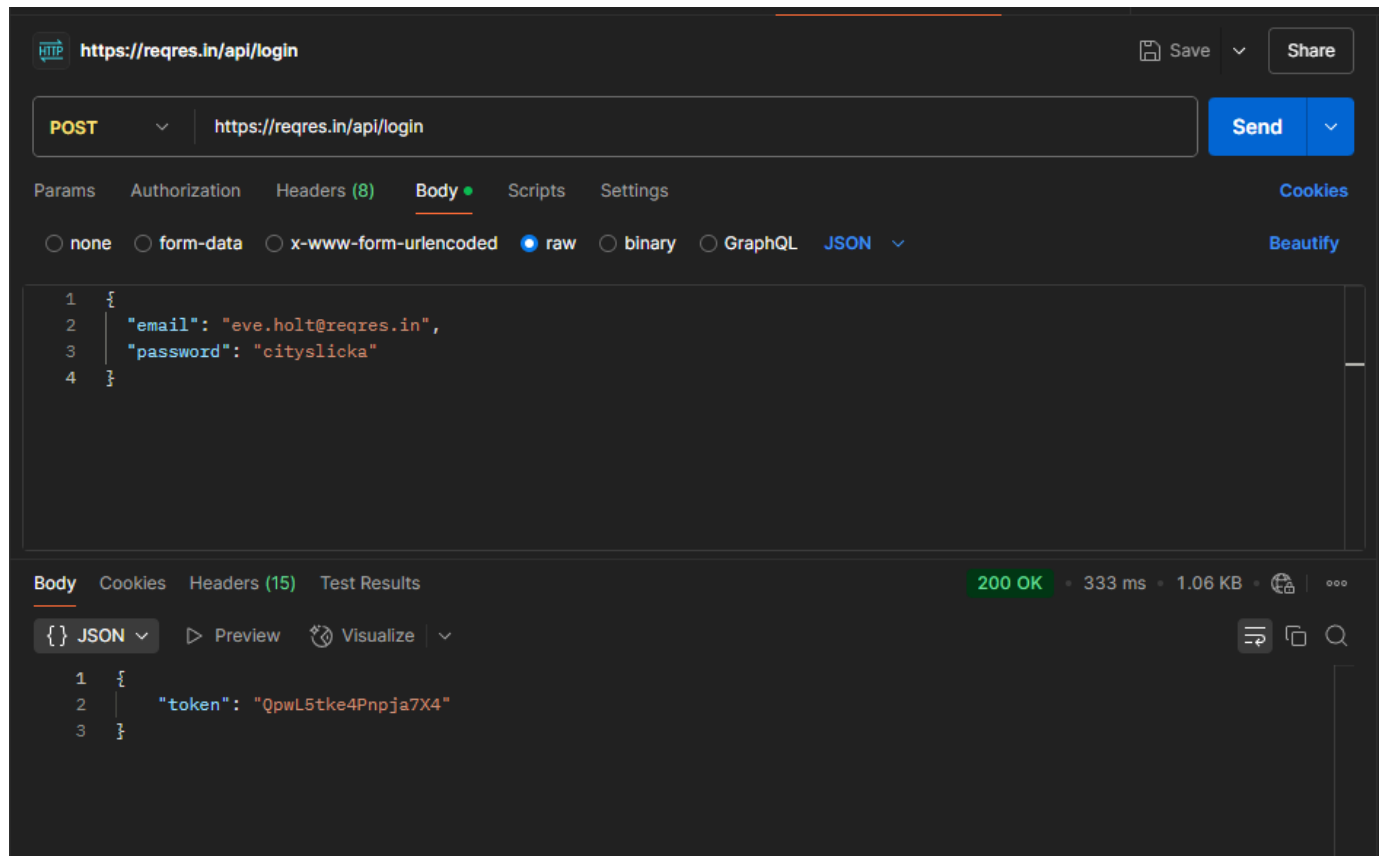 HTTP https://reqres.in/api/login Save Share
POST https://reqres.in/api/login Send
Params Authorization Headers (8) Body Scripts Settings Cookies
none form-data x-www-form-urlencoded raw binary GraphQL JSON Beautify
1 {
2 "email": "eve.holt@reqres.in",
3 "password": "cityslicka"
4 }
Body Cookies Headers (15) Test Results 200 OK • 333 ms • 1.06 KB •
{} JSON Preview Visualize
1 {
2 "token": "QpwL5tke4Pnpja7X4"
3 }